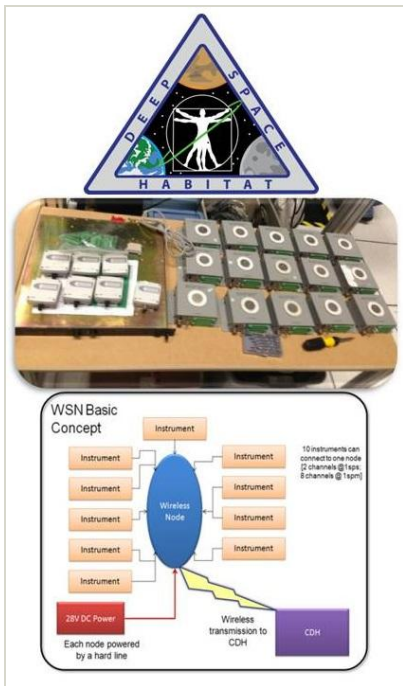 DEEP SPACE
HABITAT
WSN Basic
Concept
Instrument
Instrument
Instrument
Instrument
Instrument
Instrument
Instrument
Instrument
Instrument
Instrument
10 instruments can
connect to one node
[2 channels @1sps;
8 channels @ 1spm]
Wireless
Node
28V DC Power
Each node powered
by a hard line
Wireless
transmission to
CDH
CDH